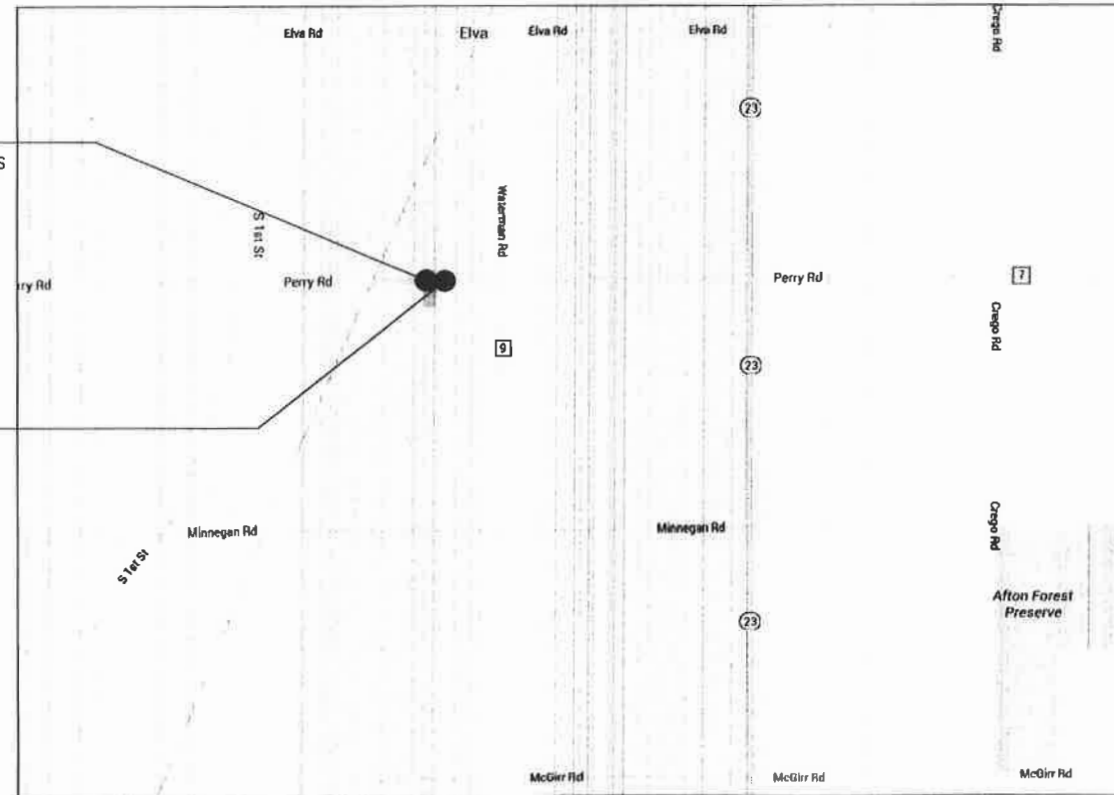 Elva Rd
Elva
Elva Rd
Elva Rd
Crego Rd
23
S
S 1st St
Waterman Rd
ry Rd
Perry Rd
Perry Rd
7
Crego Rd
9
23
Minnegan Rd
Minnegan Rd
Crego Rd
S 1st St
Afton Forest
Preserve
23
McGirr Rd
McGirr Rd
McGirr Rd